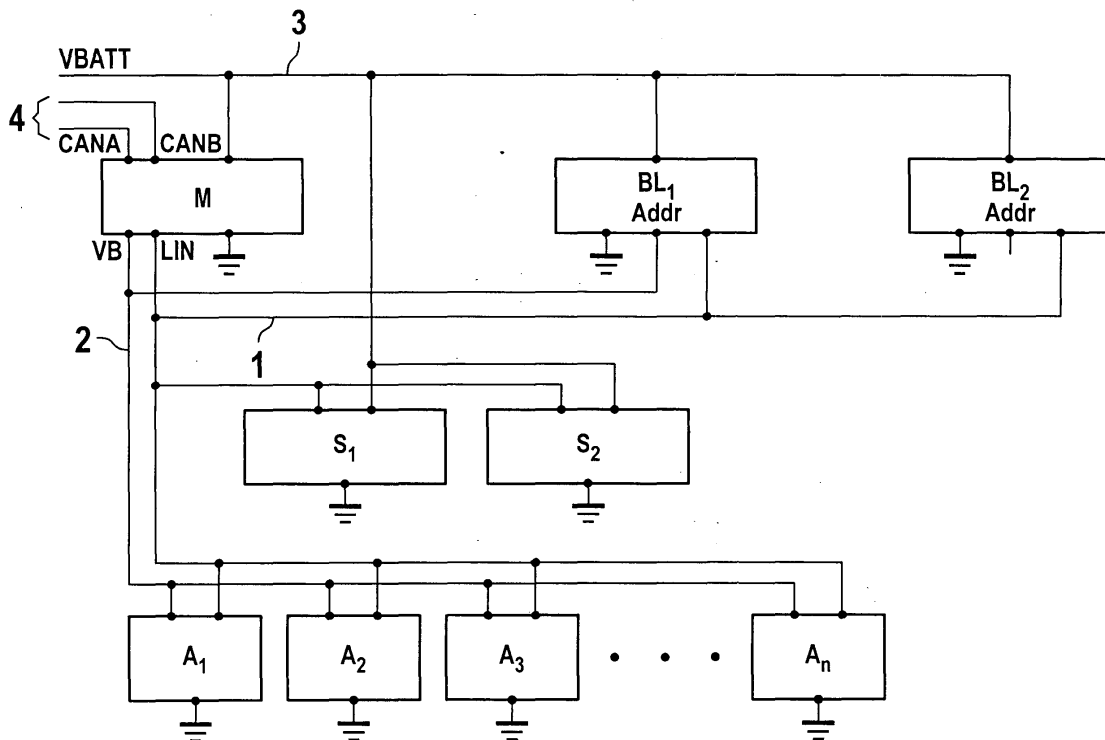 3
VBATT
4
CANA CANB
M
BL1
Addr
BL2
Addr
VB LIN
2
1
S1
S2
A1
A2
A3
An